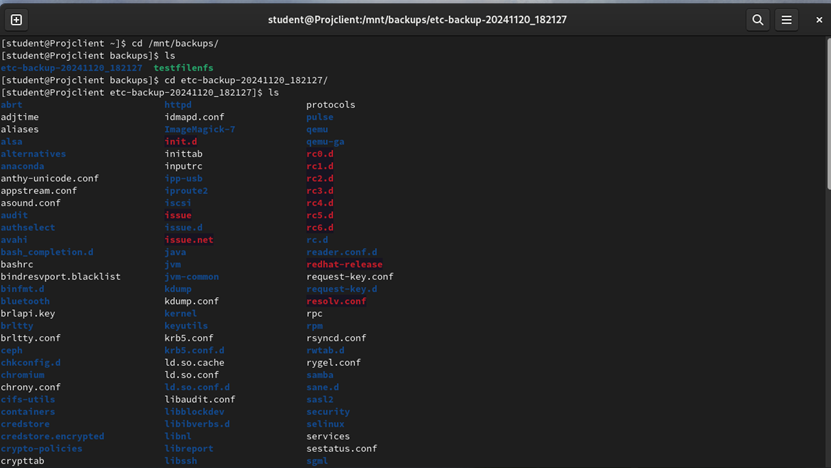 student@Projclient:/mnt/backups/etc-backup-20241120_182127
[student@Projclient ~]$ cd /mnt/backups/
[student@Projclient backups]$ ls
etc-backup-20241120_182127  testfilenfs
[student@Projclient backups]$ cd etc-backup-20241120_182127/
[student@Projclient etc-backup-20241120_182127]$ ls
abrt httpd protocols
adjtime idmapd.conf pulse
aliases ImageMagick-7 qemu
alsa init.d qemu-ga
alternatives inittab rc0.d
anaconda inputrc rc1.d
anthy-unicode.conf ipp-usb rc2.d
appstream.conf iproute2 rc3.d
asound.conf iscsi rc4.d
audit issue rc5.d
authselect issue.d rc6.d
avahi issue.net rc.d
bash_completion.d java reader.conf.d
bashrc jvm redhat-release
bindresvport.blacklist jvm-common request-key.conf
binfmt.d kdump request-key.d
bluetooth kdump.conf resolv.conf
brlapi.key kernel rpc
brltty keyutils rpm
brltty.conf krb5.conf rsyncd.conf
ceph krb5.conf.d rwtab.d
chkconfig.d ld.so.cache rygel.conf
chromium ld.so.conf samba
chrony.conf ld.so.conf.d sane.d
cifs-utils libaudit.conf sasl2
containers libblockdev security
credstore libibverbs.d selinux
credstore.encrypted libnl services
crypto-policies libreport sestatus.conf
crypttab libssh sgml